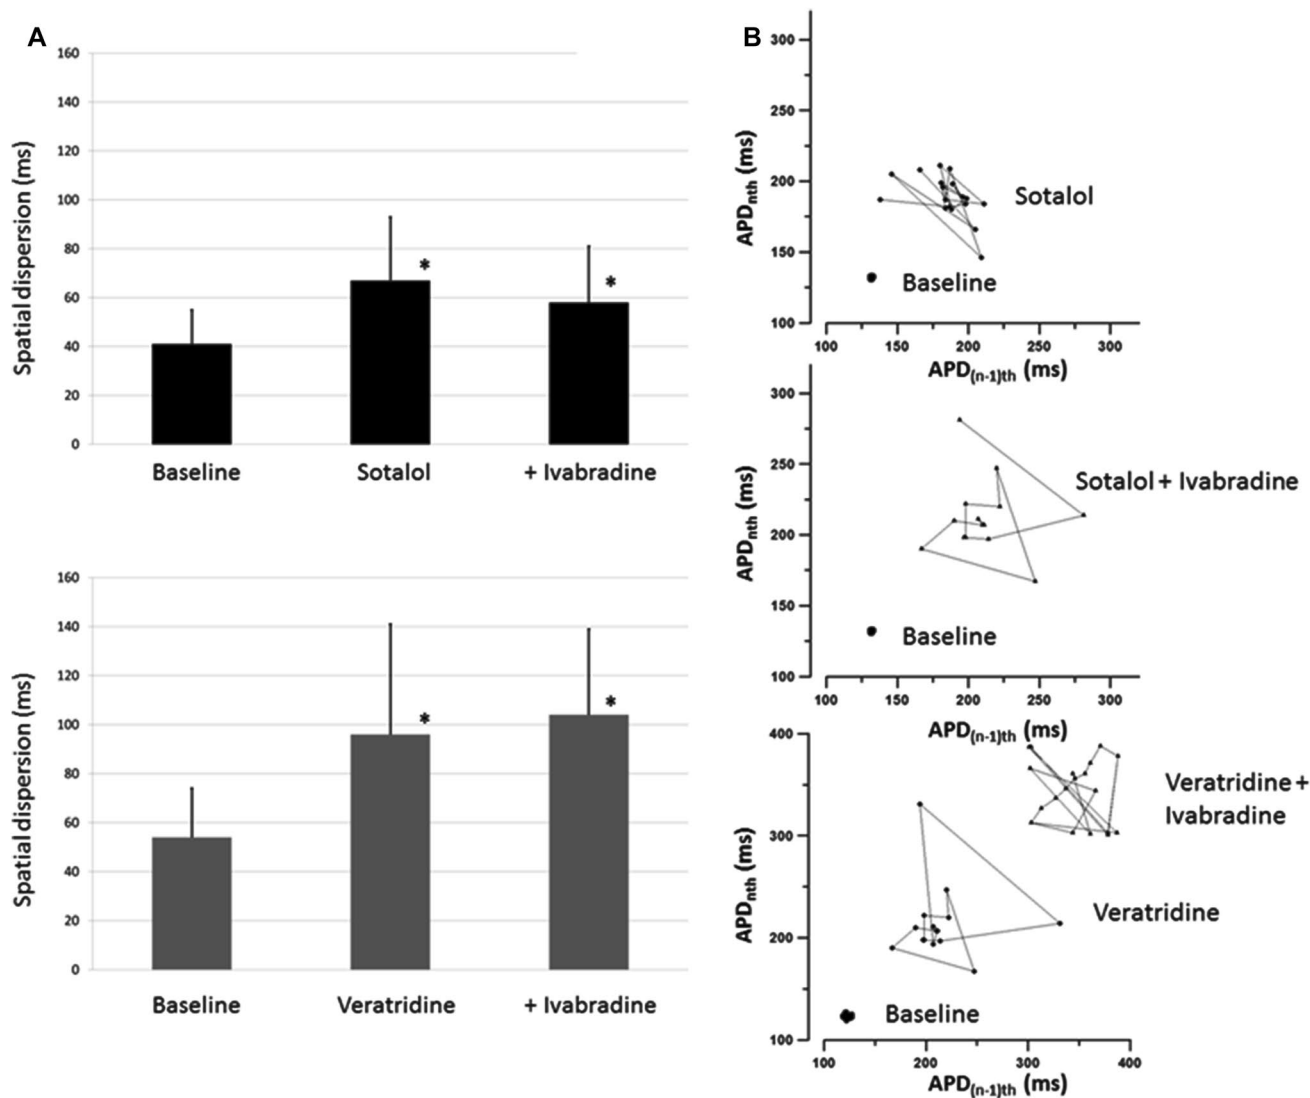 A
Spatial dispersion (ms)
160
140
120
100
80
60
40
20
0
*
*
Baseline
Sotalol
+ Ivabradine
Spatial dispersion (ms)
160
140
120
100
80
60
40
20
0
*
*
Baseline
Veratridine
+ Ivabradine
B
APDnth (ms)
300
250
200
150
100
Sotalol
Baseline
100 150 200 250 300
APD(n-1)th (ms)
APDnth (ms)
300
250
200
150
100
Sotalol + Ivabradine
Baseline
100 150 200 250 300
APD(n-1)th (ms)
APDnth (ms)
400
300
200
100
Veratridine +
Ivabradine
Veratridine
Baseline
100 200 300 400
APD(n-1)th (ms)